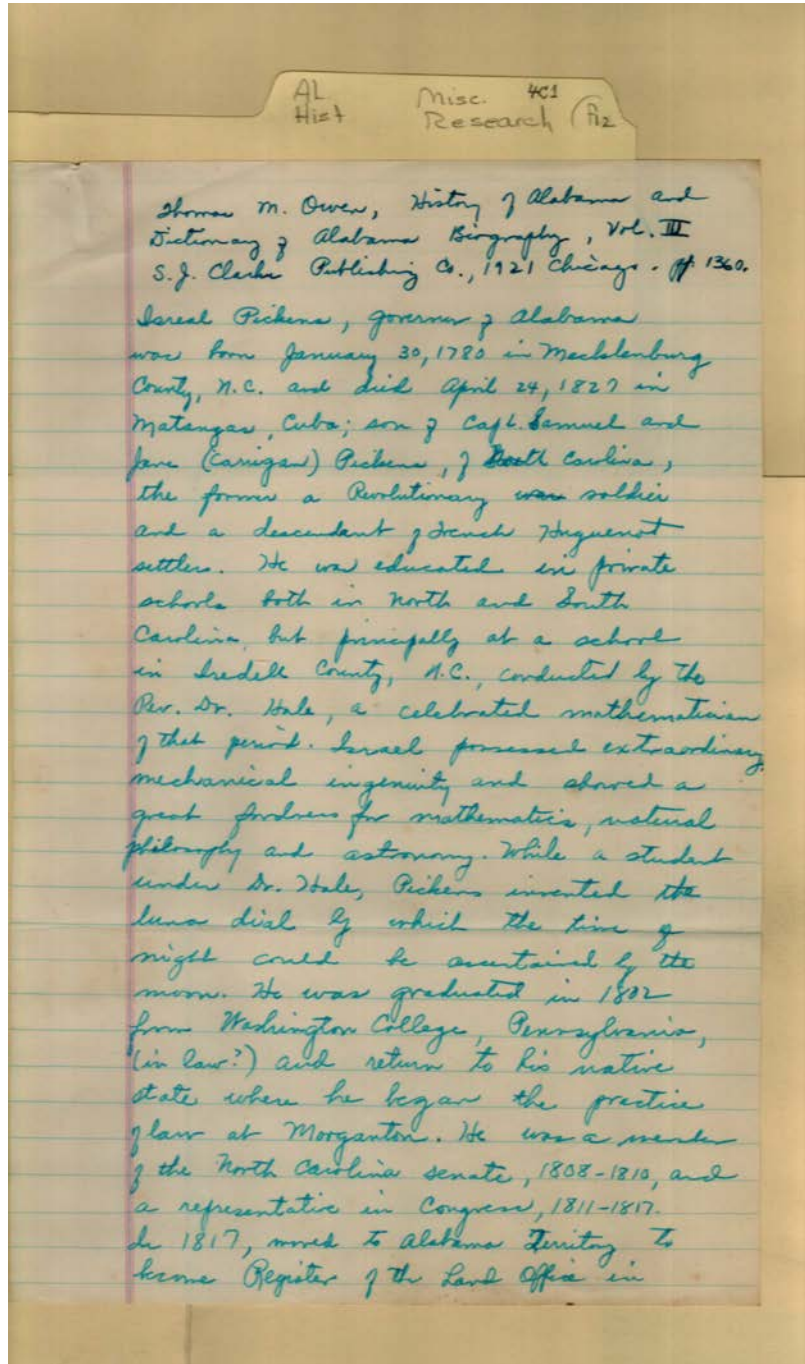 AL Hist
Misc. Research
4C1
R2
Thomas M. Owen, History of Alabama and
Dictionary of Alabama Biography, Vol. III
S.J. Clarke Publishing Co., 1921 Chicago. pp. 1360.
Isreal Pickens, governor of Alabama
was born January 30, 1780 in Mecklenburg
County, N.C. and died April 24, 1827 in
Matangas, Cuba; son of Capt. Samuel and
Jane (Carrigan) Pickens, of South Carolina,
the former a Revolutionary war soldier
and a descendant of French Huguenot
settlers. He was educated in private
schools both in North and South
Carolina, but principally at a school
in Iredell County, N.C., conducted by the
Rev. Dr. Hale, a celebrated mathematician
of that period. Israel possessed extraordinary
mechanical ingenuity and showed a
great fondness for mathematics, natural
philosophy and astronomy. While a student
under Dr. Hale, Pickens invented the
lunar dial by which the time of
night could be ascertained by the
moon. He was graduated in 1802
from Washington College, Pennsylvania,
(in law?) and return to his native
state where he began the practice
of law at Morganton. He was a member
of the North Carolina senate, 1808-1810, and
a representative in Congress, 1811-1817.
In 1817, moved to Alabama Territory to
become Register of the Land Office in